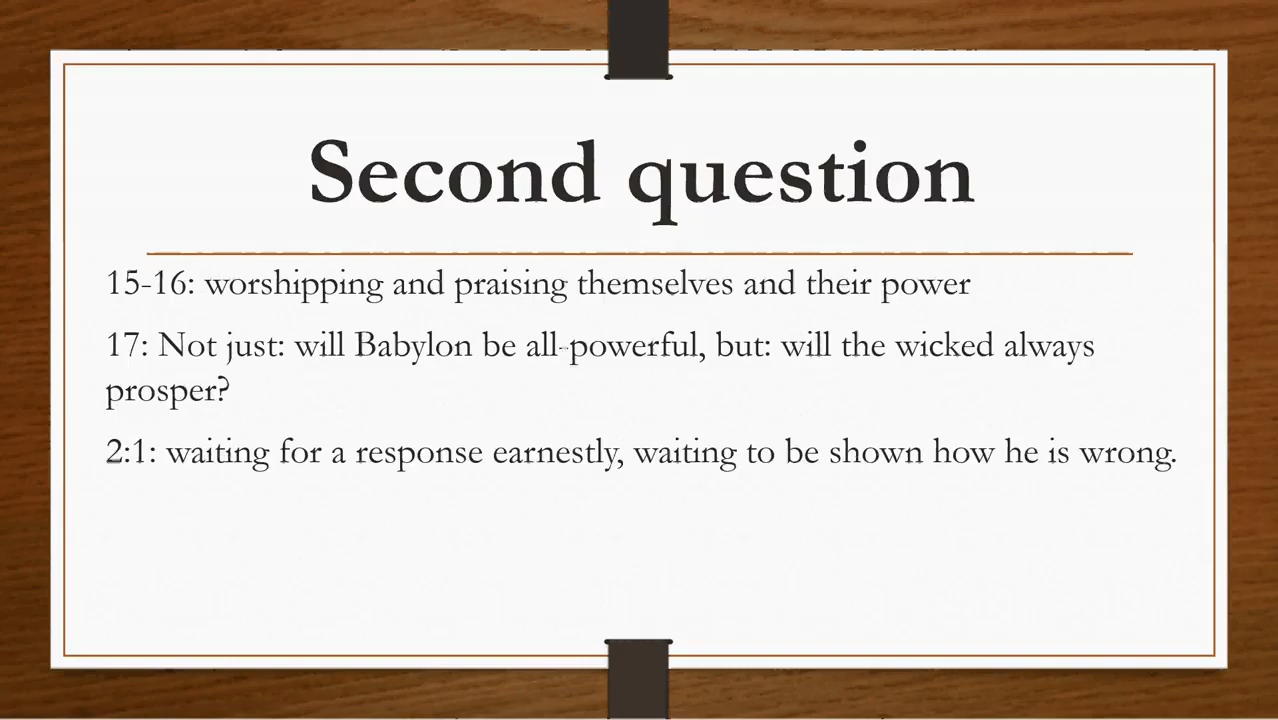 Second question
15-16: worshipping and praising themselves and their power
17: Not just: will Babylon be all-powerful, but: will the wicked always
prosper?
2:1: waiting for a response earnestly, waiting to be shown how he is wrong.